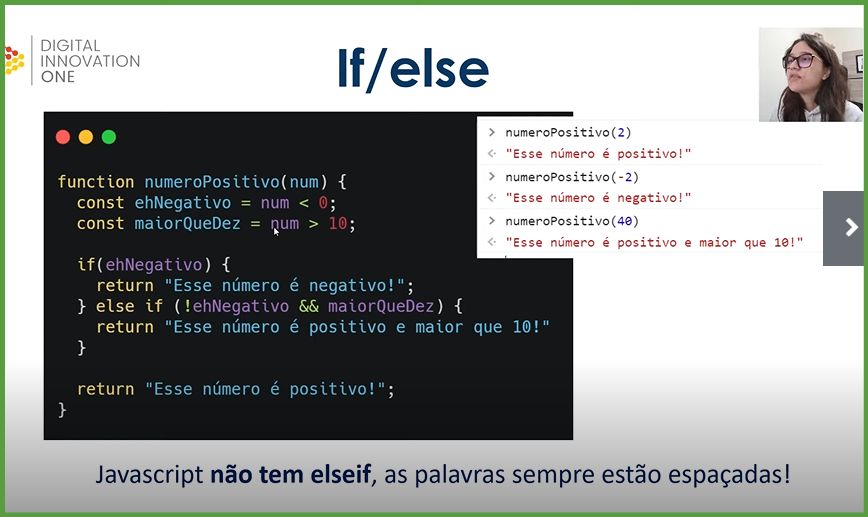 DIGITAL
INNOVATION
ONE
If/else
function numeroPositivo(num) {
  const ehNegativo = num < 0;
  const maiorQueDez = num > 10;

  if(ehNegativo) {
    return "Esse número é negativo!";
  } else if (!ehNegativo && maiorQueDez) {
    return "Esse número é positivo e maior que 10!"
  }

  return "Esse número é positivo!";
}
numeroPositivo(2)
"Esse número é positivo!"
numeroPositivo(-2)
"Esse número é negativo!"
numeroPositivo(40)
"Esse número é positivo e maior que 10!"
Javascript não tem elseif, as palavras sempre estão espaçadas!